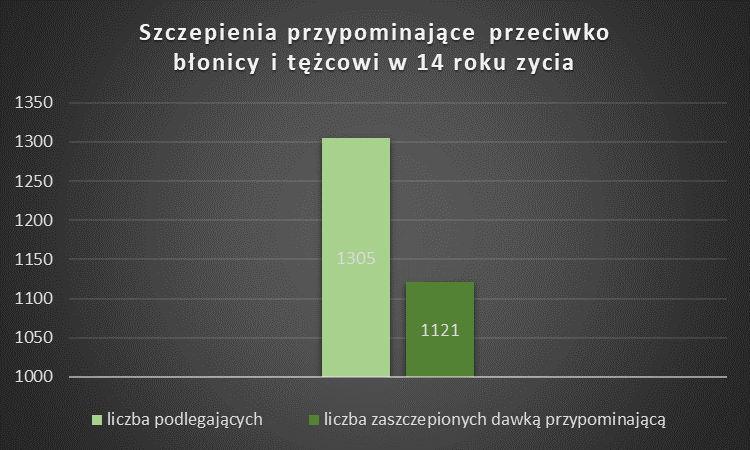 Szczepienia przypominające przeciwko
błonicy i tężcowi w 14 roku zycia
1350
1300
1250
1200
1150
1100
1050
1000
1305
1121
liczba podlegających
liczba zaszczepionych dawką przypominającą